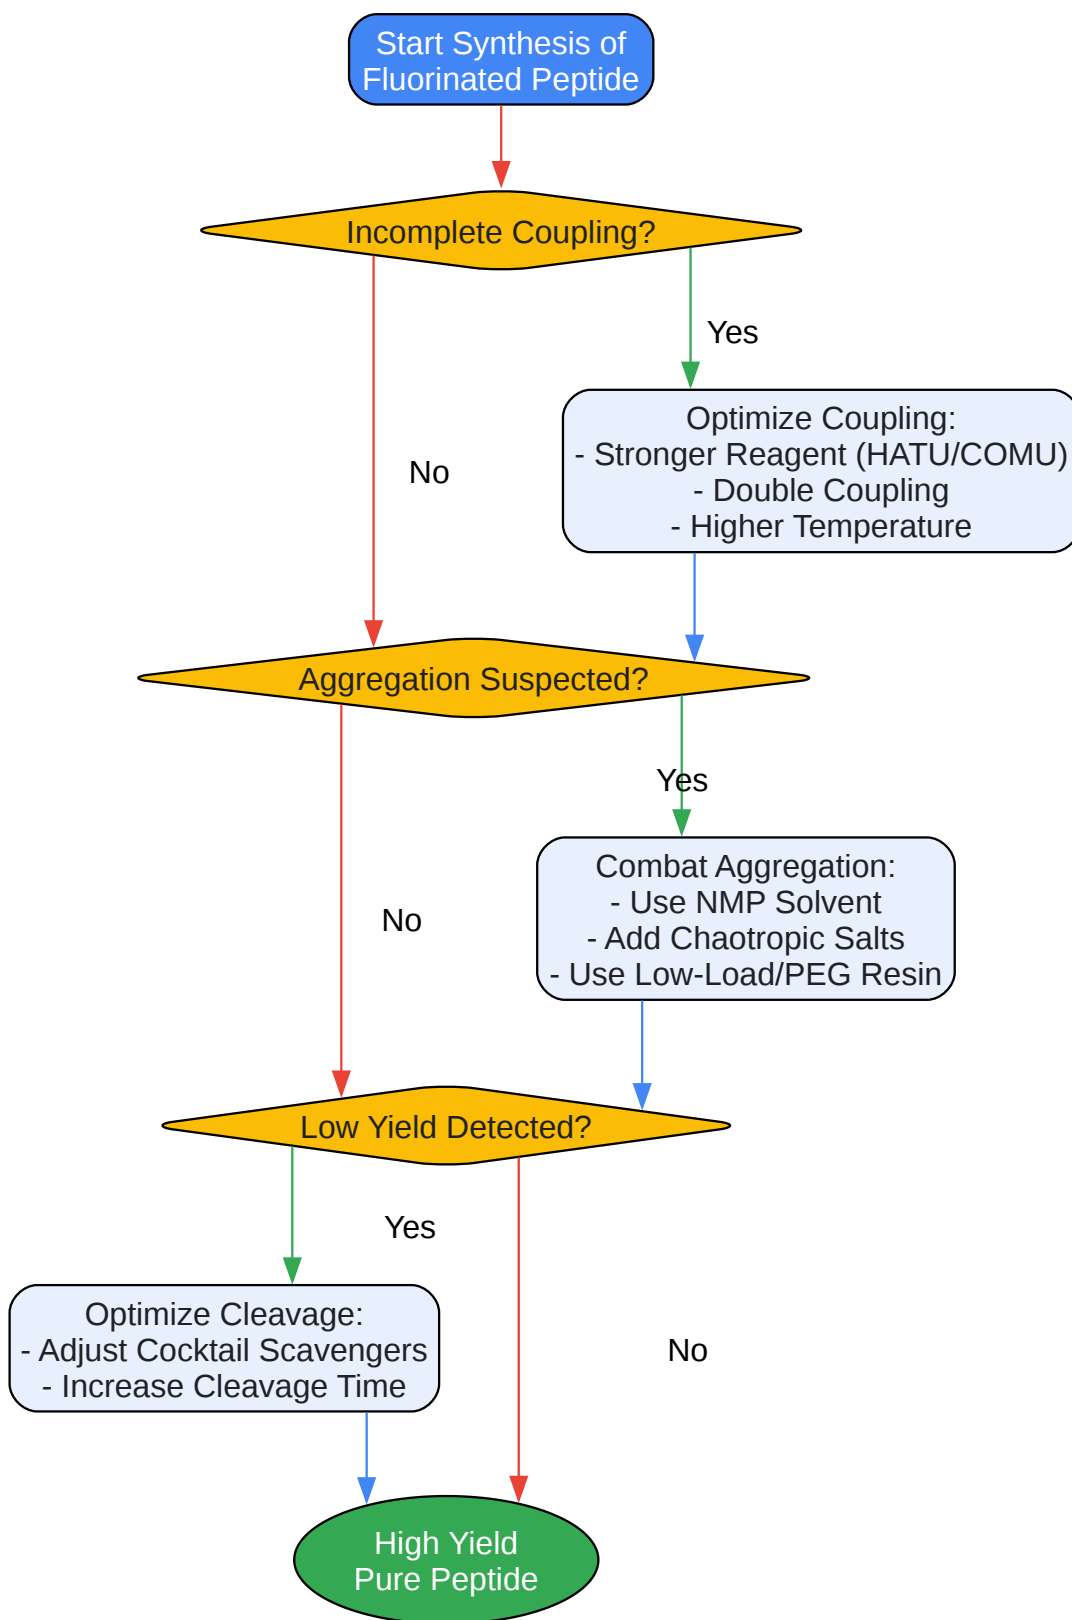 Start Synthesis of
Fluorinated Peptide
Incomplete Coupling?
Yes
Optimize Coupling:
- Stronger Reagent (HATU/COMU)
- Double Coupling
- Higher Temperature
No
Aggregation Suspected?
Yes
Combat Aggregation:
- Use NMP Solvent
- Add Chaotropic Salts
- Use Low-Load/PEG Resin
No
Low Yield Detected?
Yes
Optimize Cleavage:
- Adjust Cocktail Scavengers
- Increase Cleavage Time
No
High Yield
Pure Peptide